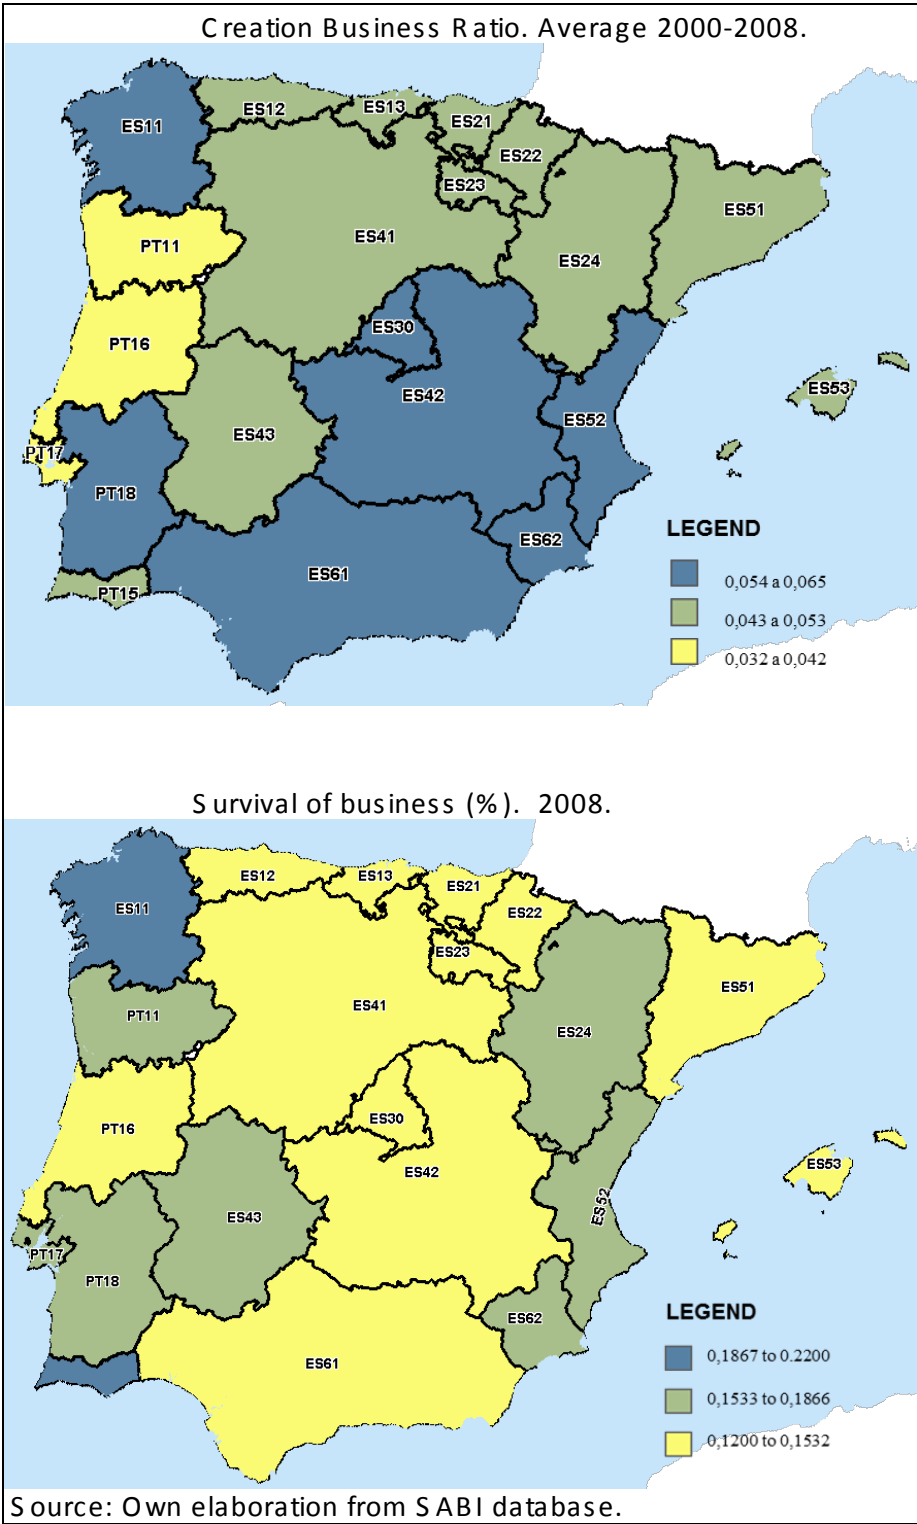 Creation Business Ratio. Average 2000-2008.
ES11
ES12
ES13
ES21
ES22
ES23
ES51
PT11
ES41
ES24
PT16
ES30
ES42
ES53
ES52
ES43
PT17
PT18
ES62
ES61
PT15
LEGEND
0,054 a 0,065
0,043 a 0,053
0,032 a 0,042
Survival of business (%). 2008.
ES12
ES13
ES21
ES11
ES22
ES23
ES51
ES41
PT11
ES24
ES30
PT16
ES42
ES53
ES52
ES43
PT17
PT18
ES62
ES61
LEGEND
0,1867 to 0.2200
0,1533 to 0,1866
0,1200 to 0,1532
Source: Own elaboration from SABI database.